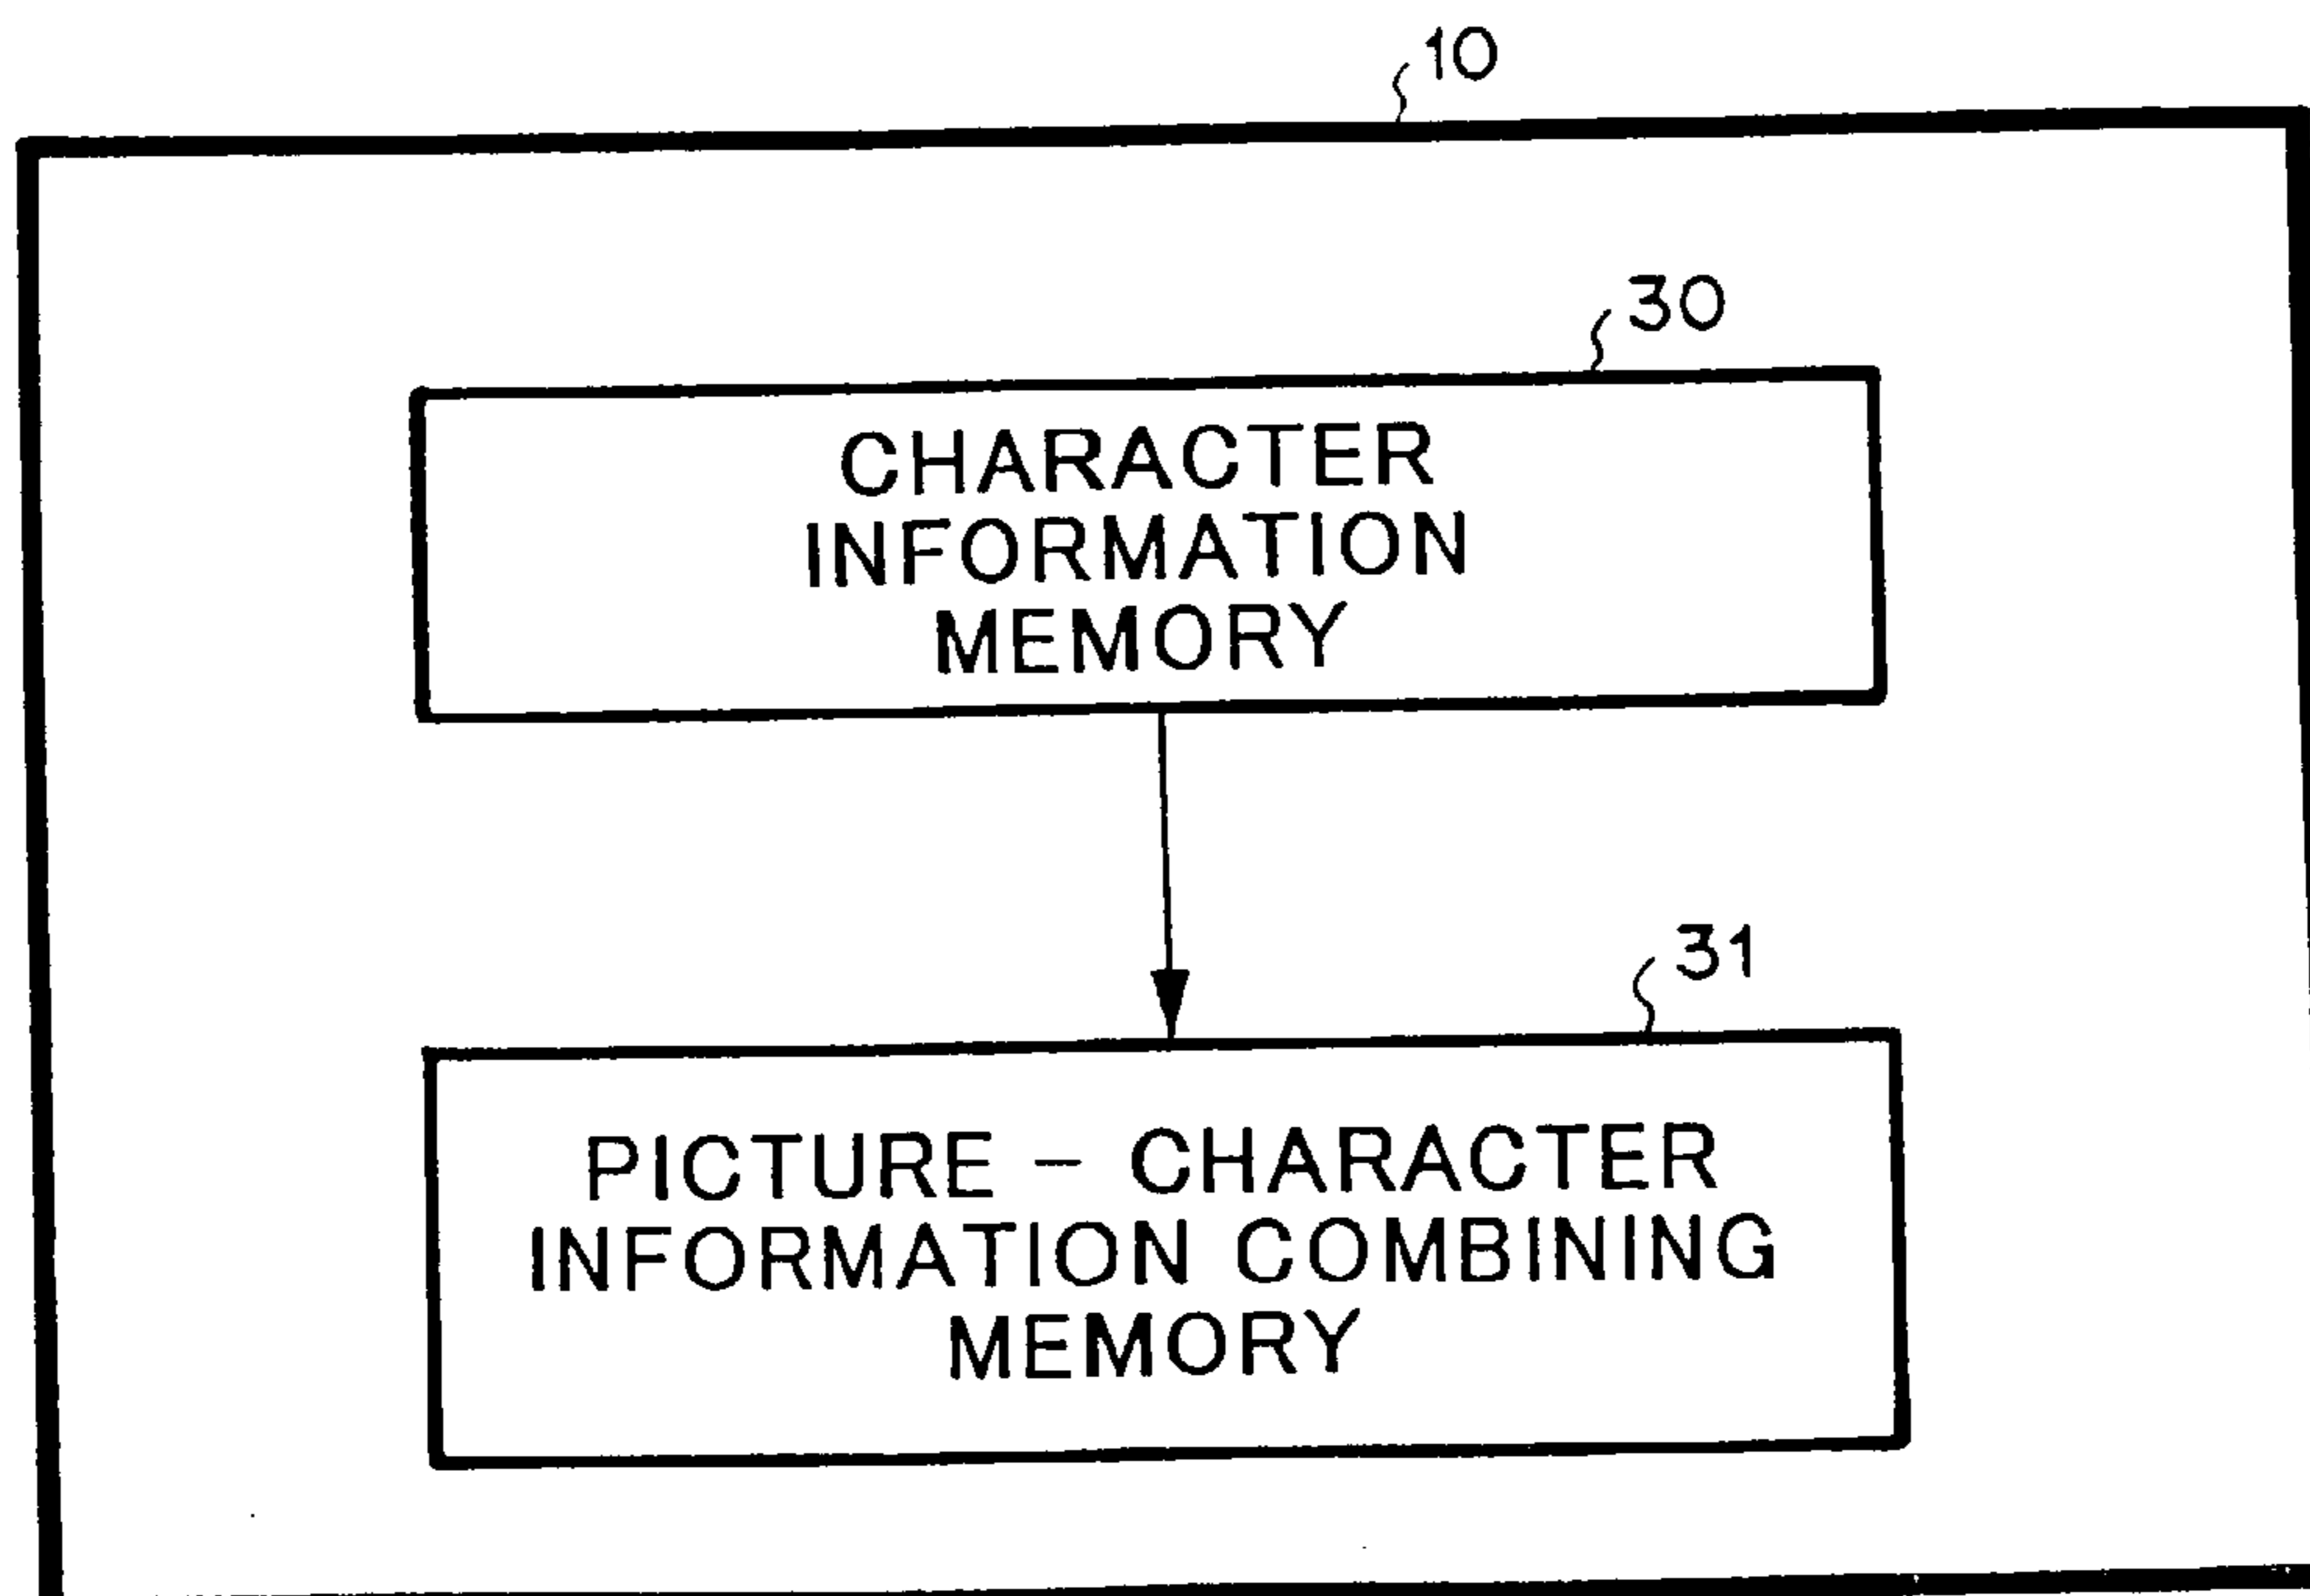 10
30
CHARACTER
INFORMATION
MEMORY
31
PICTURE – CHARACTER
INFORMATION COMBINING
MEMORY